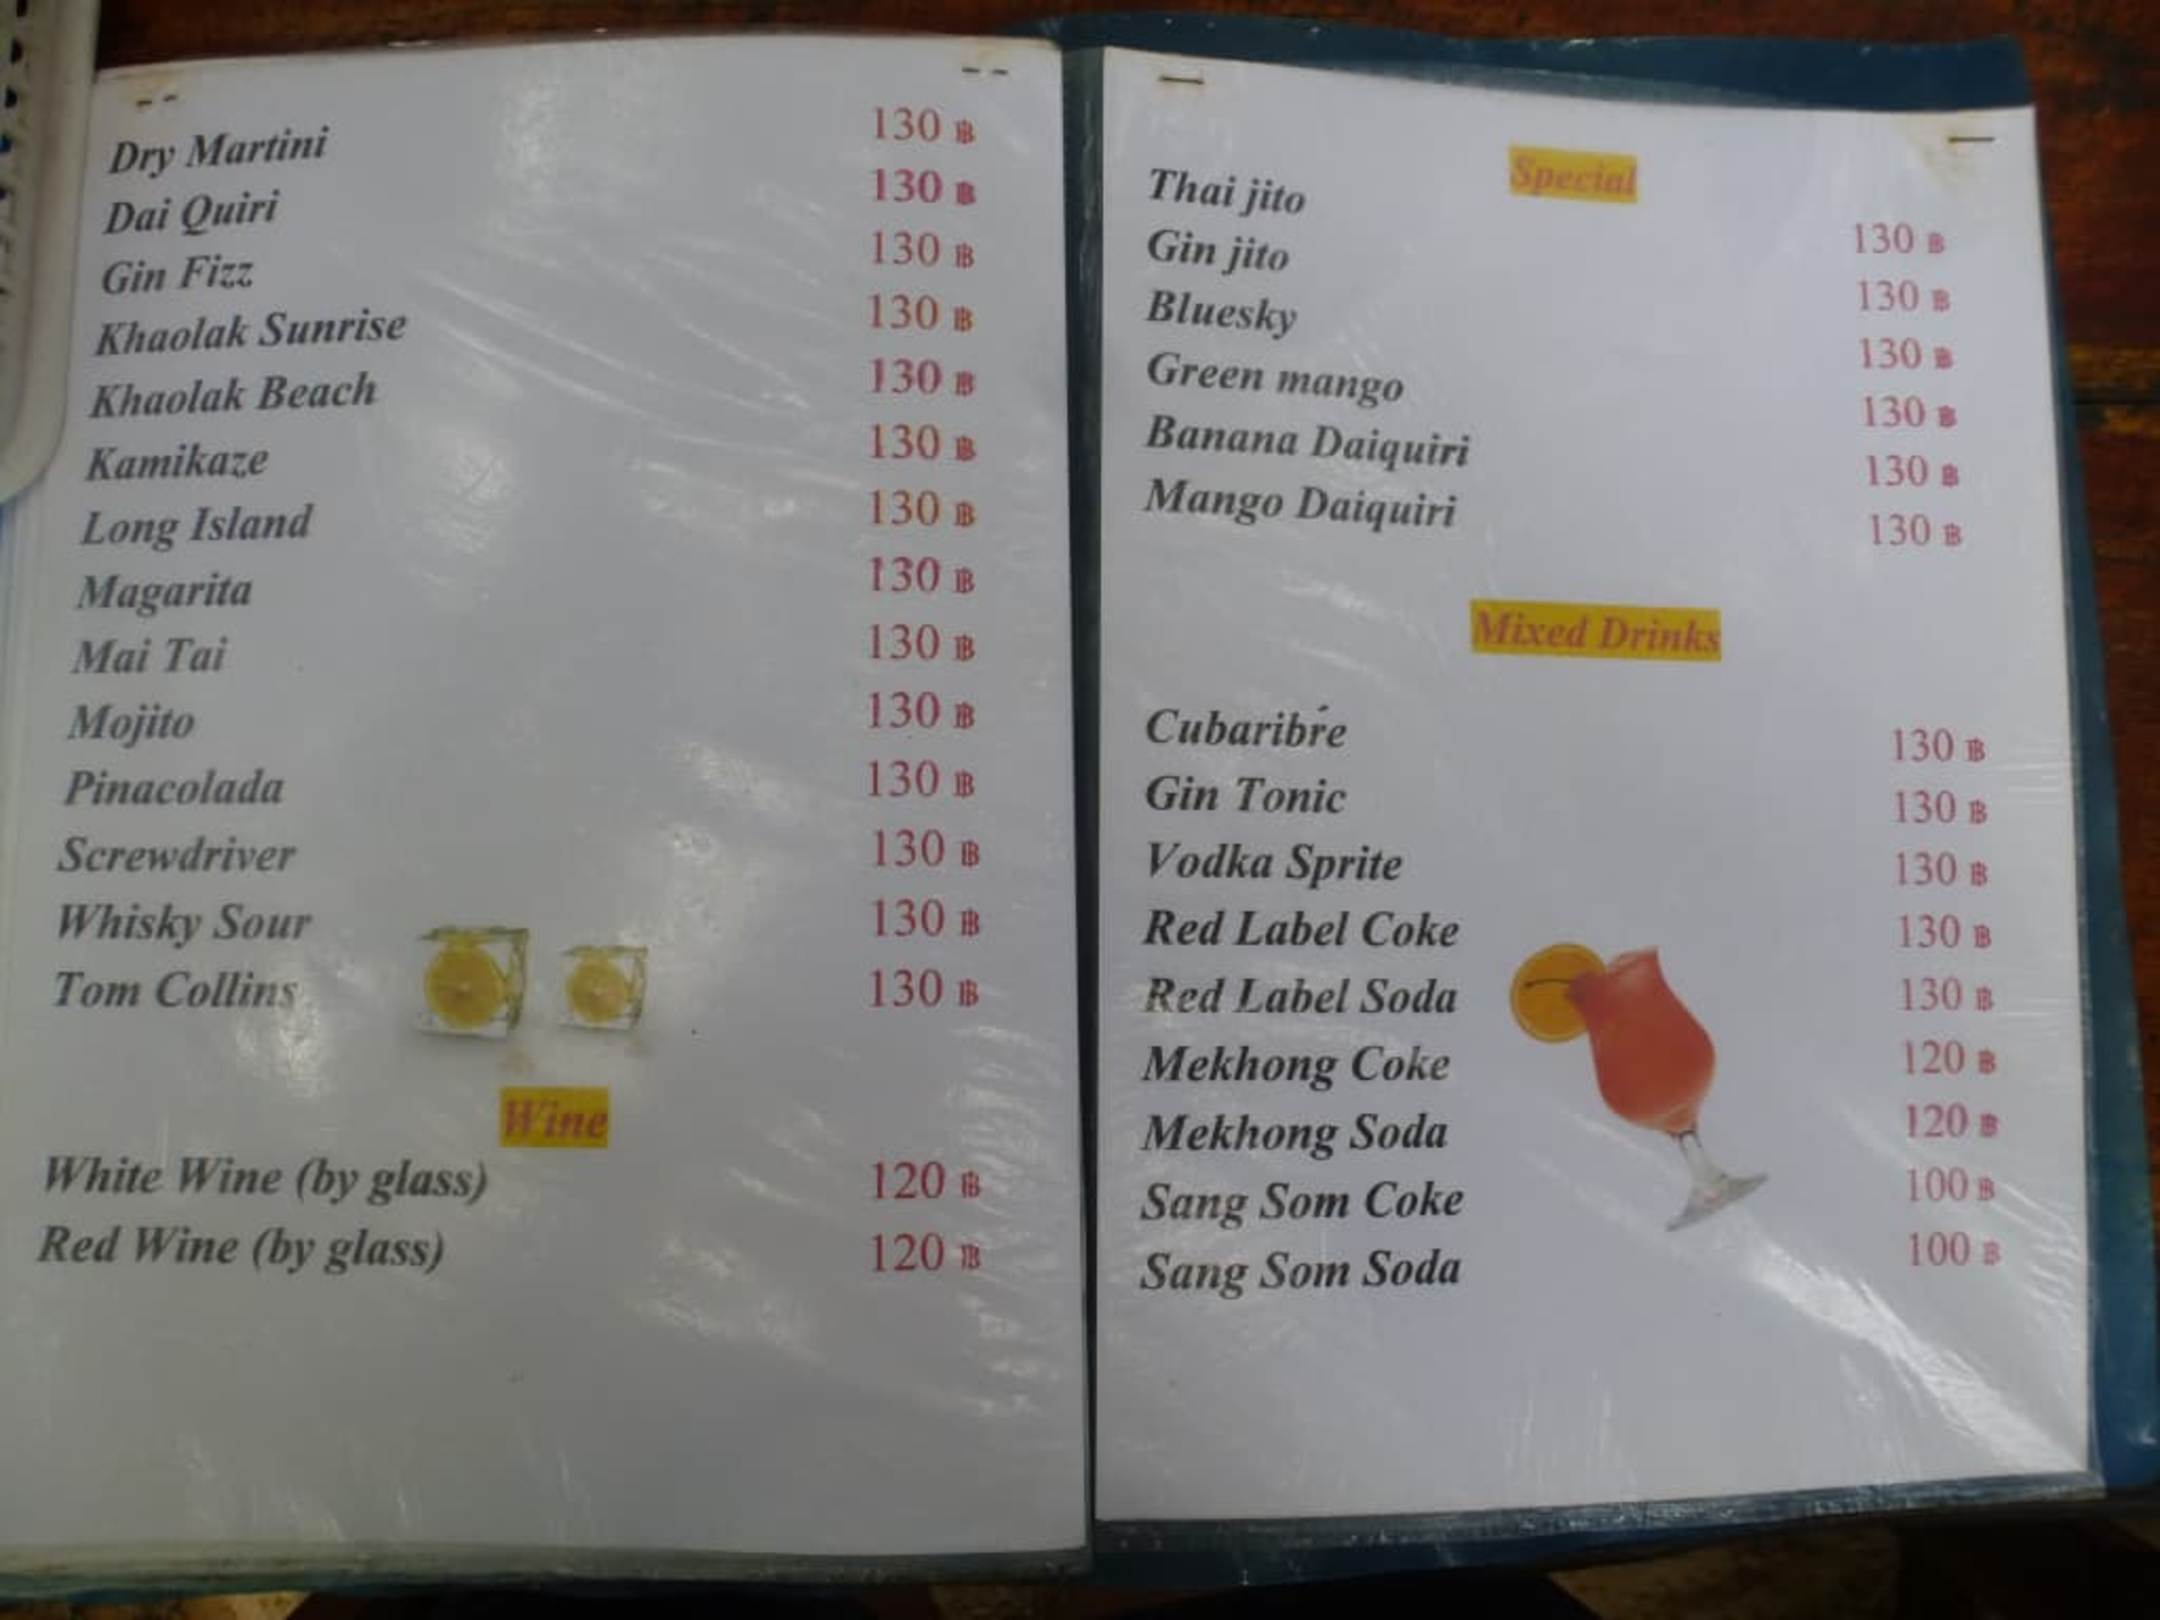 Dry Martini 130 ฿
Dai Quiri 130 ฿
Gin Fizz 130 ฿
Khaolak Sunrise 130 ฿
Khaolak Beach 130 ฿
Kamikaze 130 ฿
Long Island 130 ฿
Magarita 130 ฿
Mai Tai 130 ฿
Mojito 130 ฿
Pinacolada 130 ฿
Screwdriver 130 ฿
Whisky Sour 130 ฿
Tom Collins 130 ฿
Wine
White Wine (by glass) 120 ฿
Red Wine (by glass) 120 ฿
Special
Thai jito 130 ฿
Gin jito 130 ฿
Bluesky 130 ฿
Green mango 130 ฿
Banana Daiquiri 130 ฿
Mango Daiquiri 130 ฿
Mixed Drinks
Cubaribŕe 130 ฿
Gin Tonic 130 ฿
Vodka Sprite 130 ฿
Red Label Coke 130 ฿
Red Label Soda 130 ฿
Mekhong Coke 120 ฿
Mekhong Soda 120 ฿
Sang Som Coke 100 ฿
Sang Som Soda 100 ฿